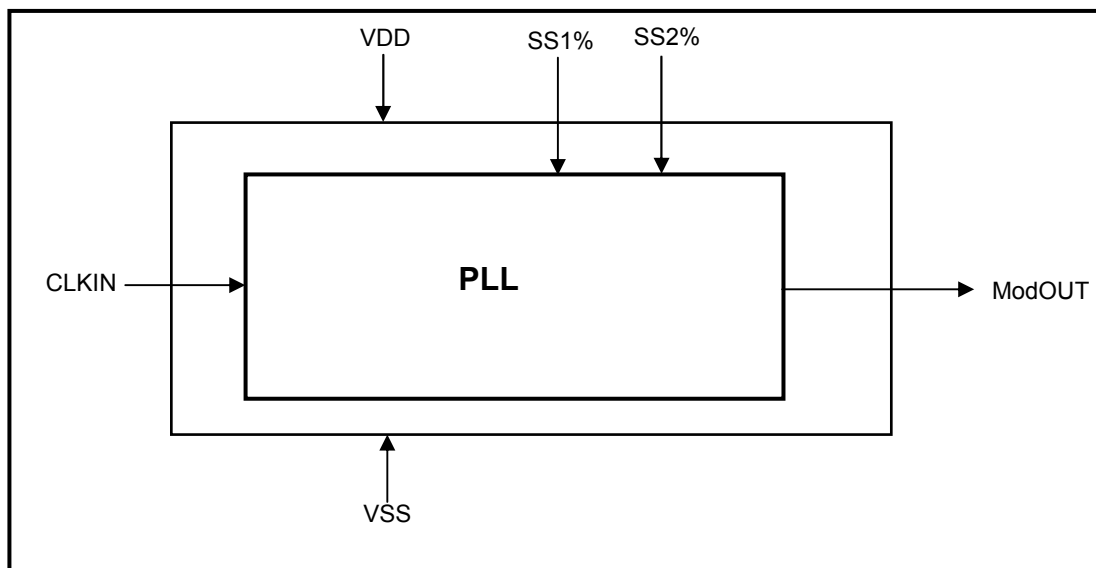 VDD
SS1%
SS2%
CLKIN
PLL
ModOUT
VSS